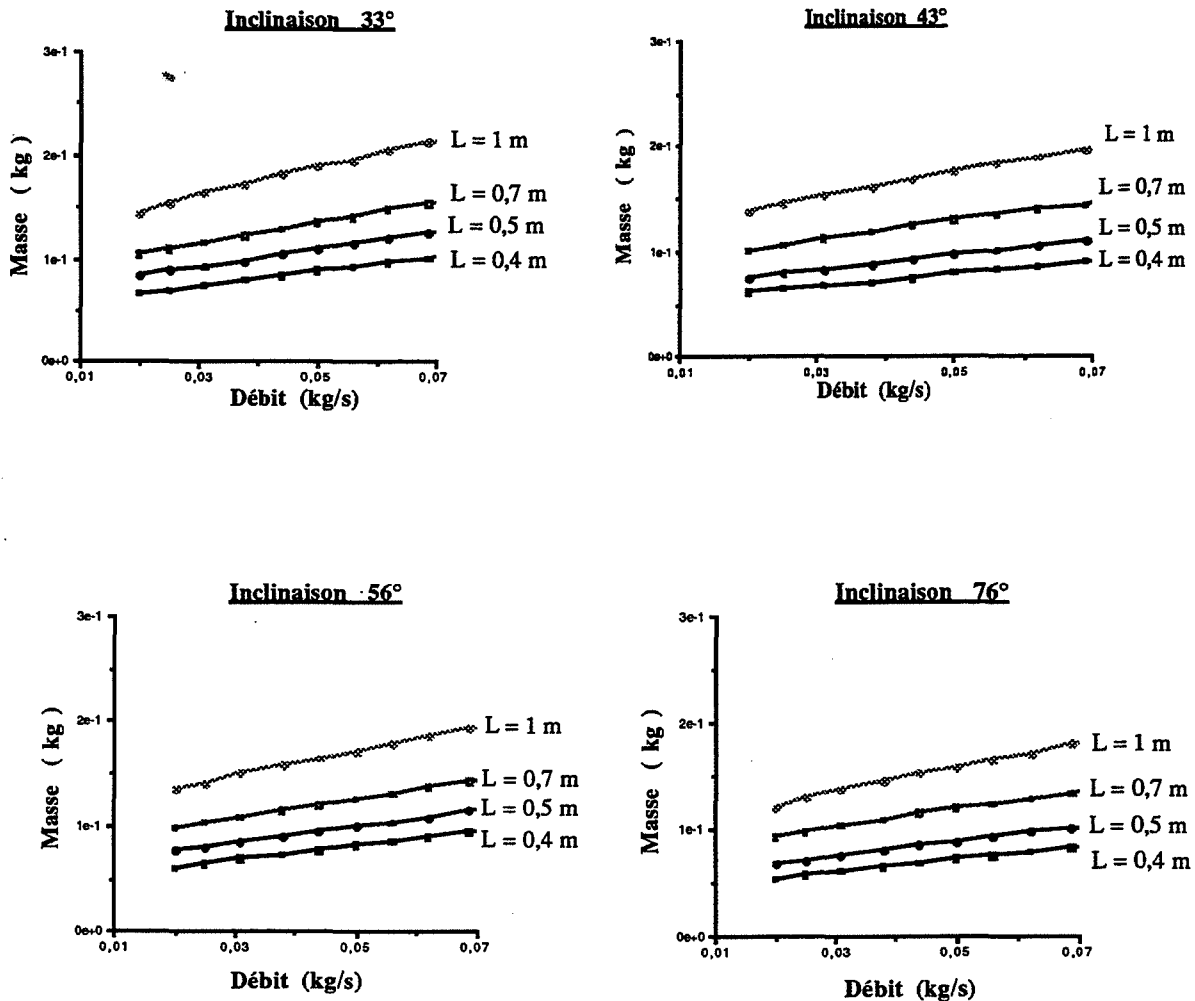 Inclinaison 33°
3e-1
2e-1
1e-1
0e+0
Masse ( kg )
L = 1 m
L = 0,7 m
L = 0,5 m
L = 0,4 m
0,01 0,03 0,05 0,07
Débit (kg/s)
Inclinaison 43°
3e-1
2e-1
1e-1
0e+0
Masse ( kg )
L = 1 m
L = 0,7 m
L = 0,5 m
L = 0,4 m
0,01 0,03 0,05 0,07
Débit (kg/s)
Inclinaison 56°
3e-1
2e-1
1e-1
0e+0
Masse ( kg )
L = 1 m
L = 0,7 m
L = 0,5 m
L = 0,4 m
0,01 0,03 0,05 0,07
Débit (kg/s)
Inclinaison 76°
3e-1
2e-1
1e-1
0e+0
Masse ( kg )
L = 1 m
L = 0,7 m
L = 0,5 m
L = 0,4 m
0,01 0,03 0,05 0,07
Débit (kg/s)